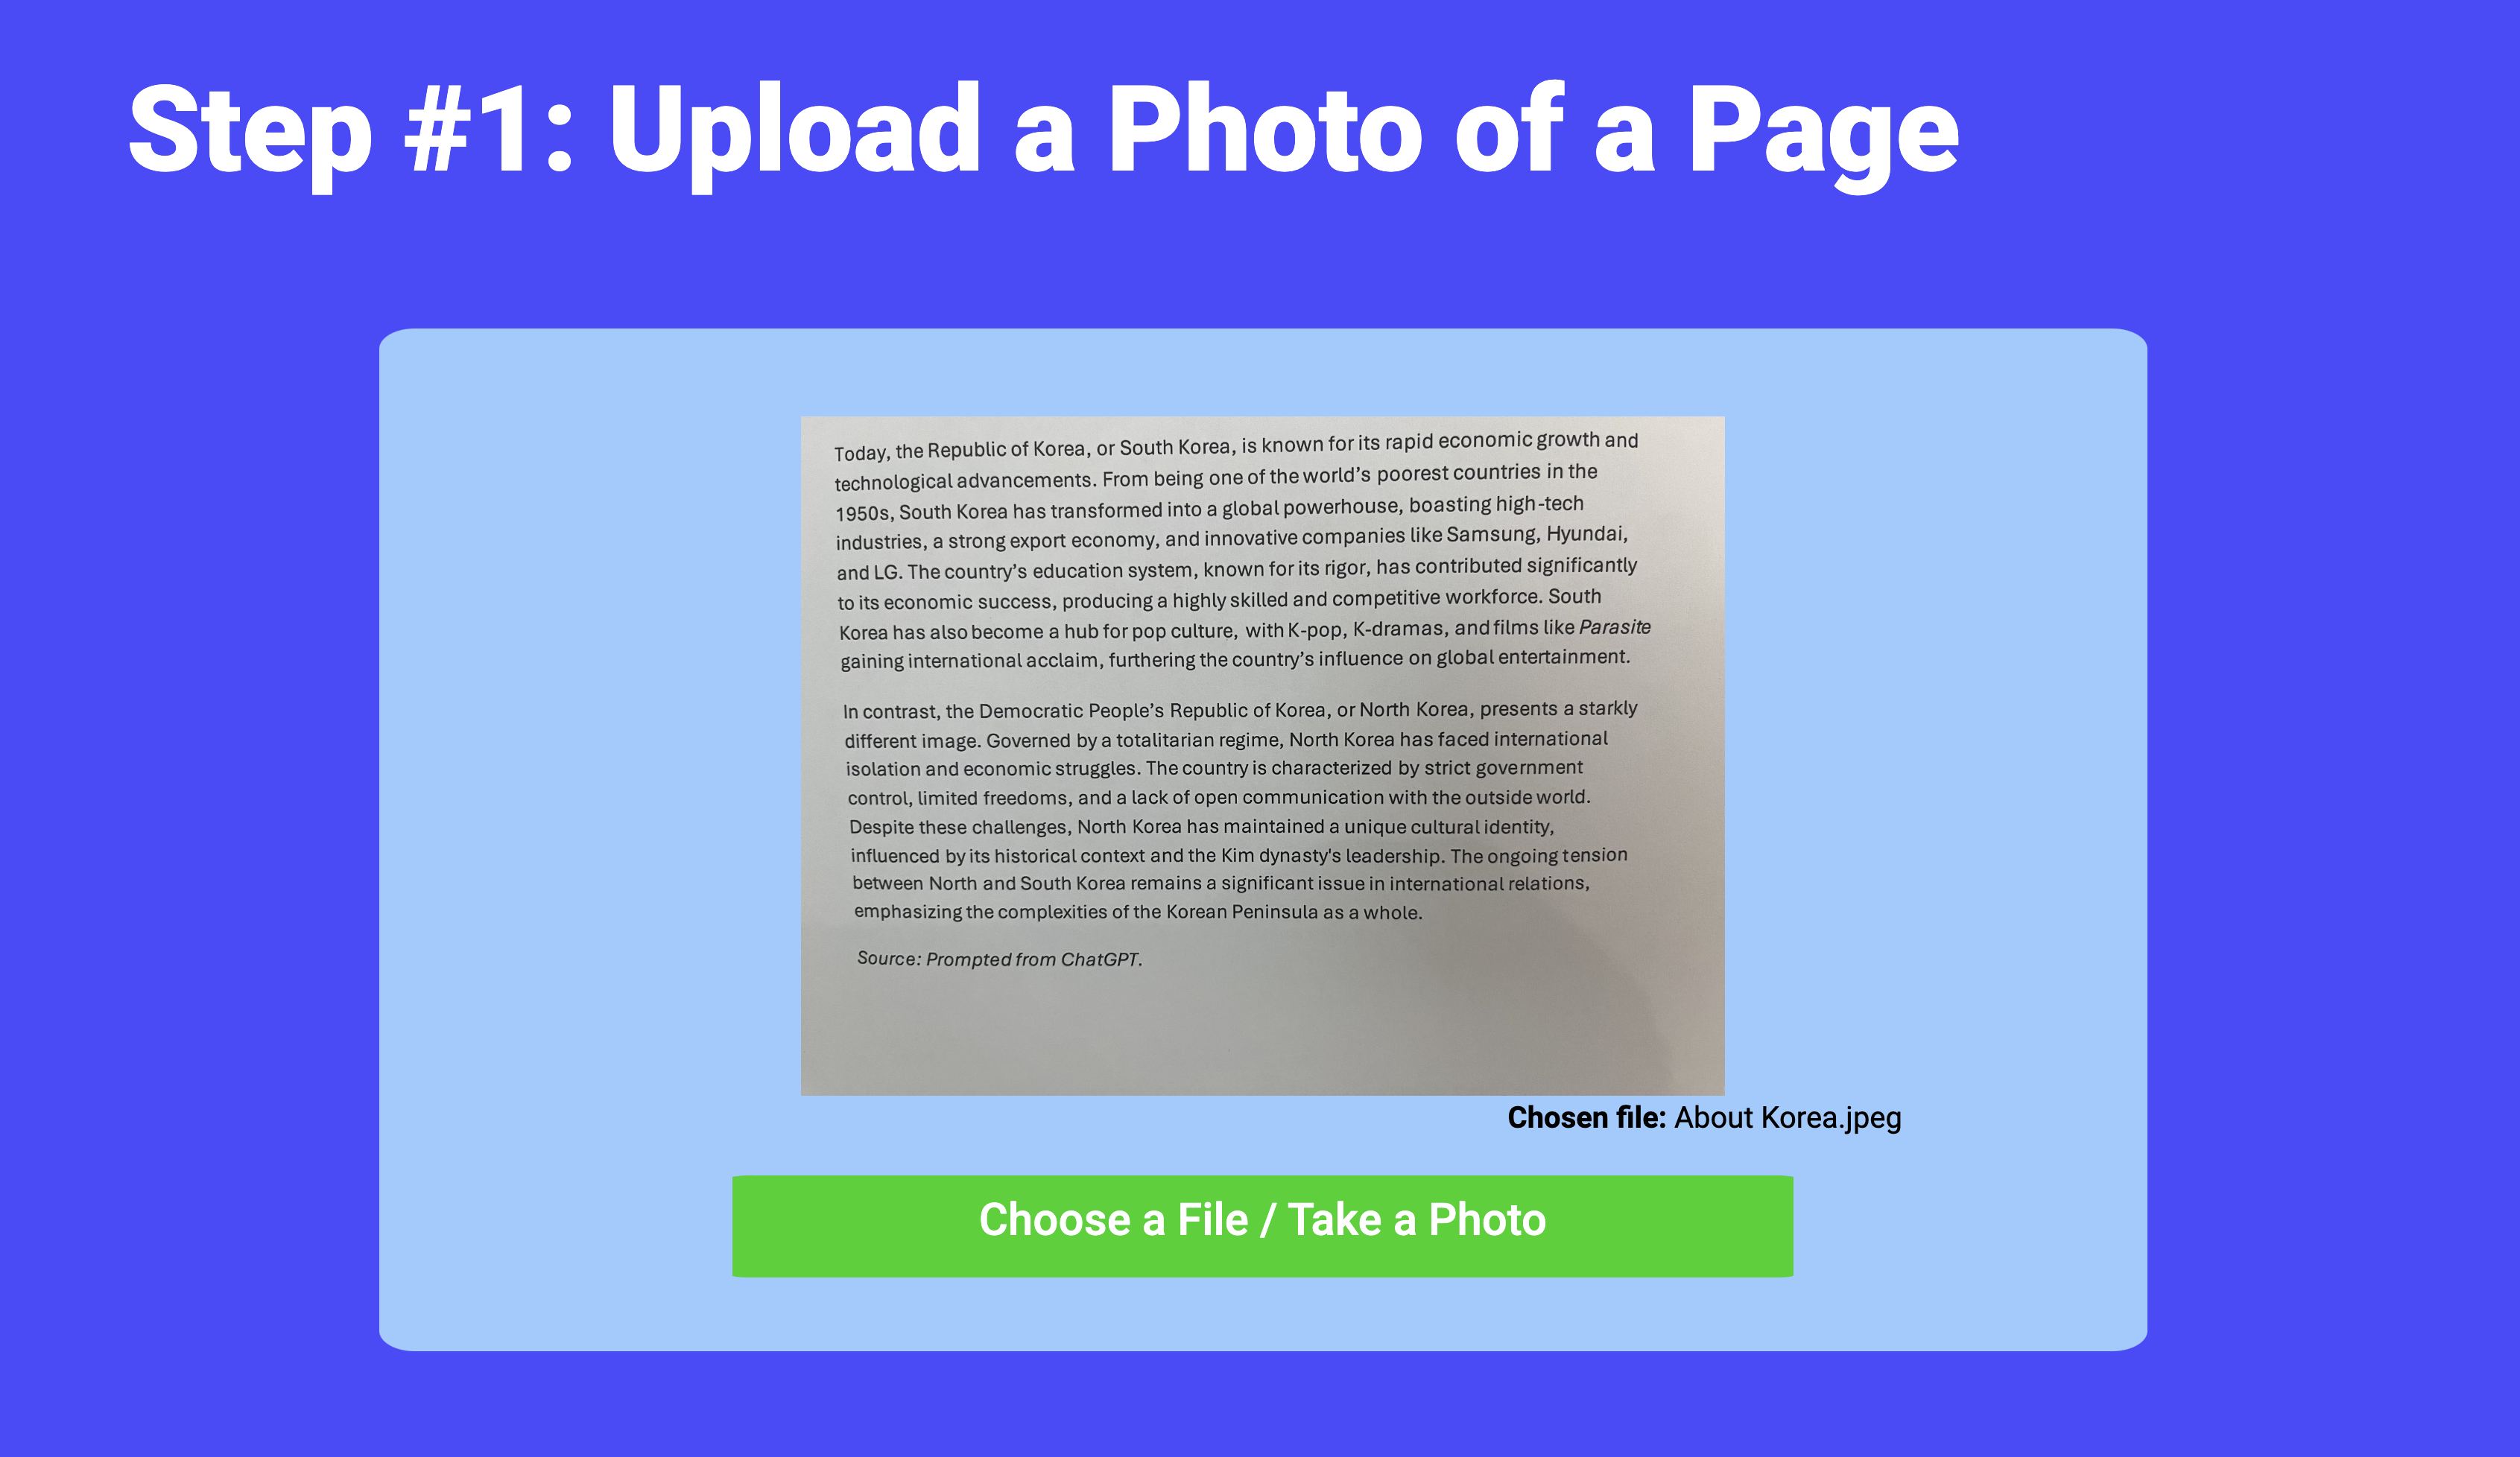 Step #1: Upload a Photo of a Page
Today, the Republic of Korea, or South Korea, is known for its rapid economic growth and
technological advancements. From being one of the world’s poorest countries in the
1950s, South Korea has transformed into a global powerhouse, boasting high-tech
industries, a strong export economy, and innovative companies like Samsung, Hyundai,
and LG. The country’s education system, known for its rigor, has contributed significantly
to its economic success, producing a highly skilled and competitive workforce. South
Korea has also become a hub for pop culture, with K-pop, K-dramas, and films like Parasite
gaining international acclaim, furthering the country’s influence on global entertainment.
In contrast, the Democratic People’s Republic of Korea, or North Korea, presents a starkly
different image. Governed by a totalitarian regime, North Korea has faced international
isolation and economic struggles. The country is characterized by strict government
control, limited freedoms, and a lack of open communication with the outside world.
Despite these challenges, North Korea has maintained a unique cultural identity,
influenced by its historical context and the Kim dynasty's leadership. The ongoing tension
between North and South Korea remains a significant issue in international relations,
emphasizing the complexities of the Korean Peninsula as a whole.
Source: Prompted from ChatGPT.
Chosen file: About Korea.jpeg
Choose a File / Take a Photo